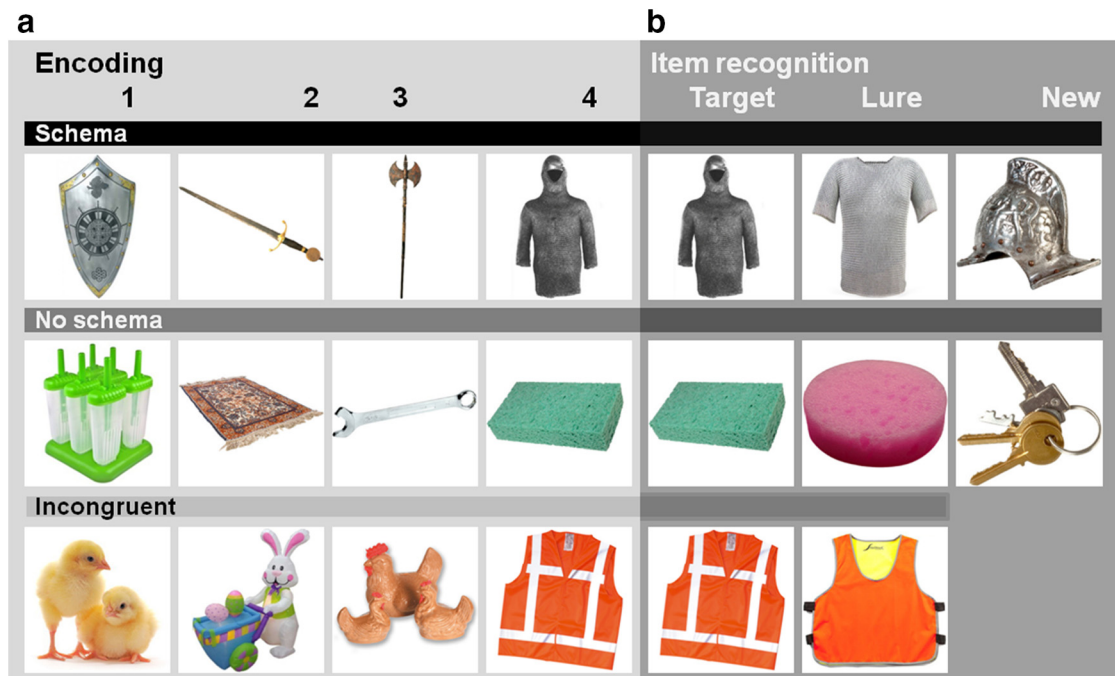 a
b
Encoding
Item recognition
1 2 3 4
Target Lure New
Schema
No schema
Incongruent